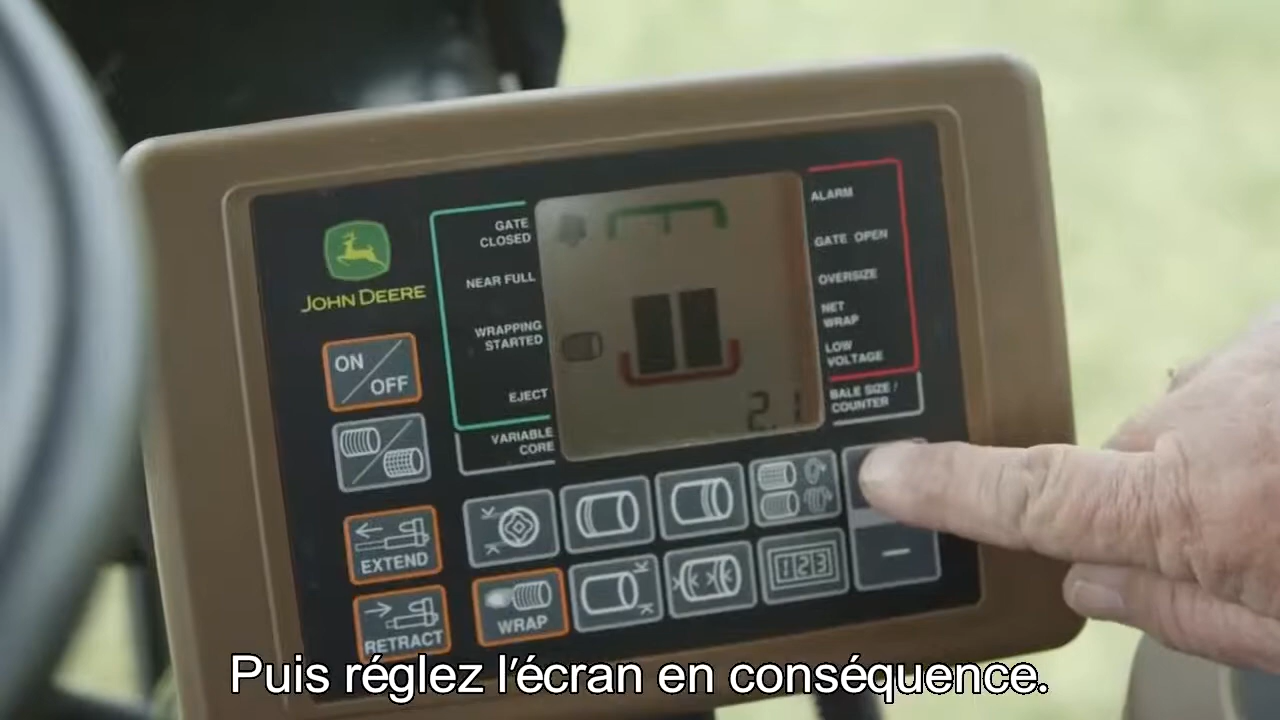 JOHN DEERE
ON
OFF
EXTEND
RETRACT
GATE
CLOSED
NEAR FULL
WRAPPING
STARTED
EJECT
VARIABLE
CORE
2.1
ALARM
GATE OPEN
OVERSIZE
NET
WRAP
LOW
VOLTAGE
BALE SIZE /
COUNTER
WRAP
123
−
Puis réglez l'écran en conséquence.